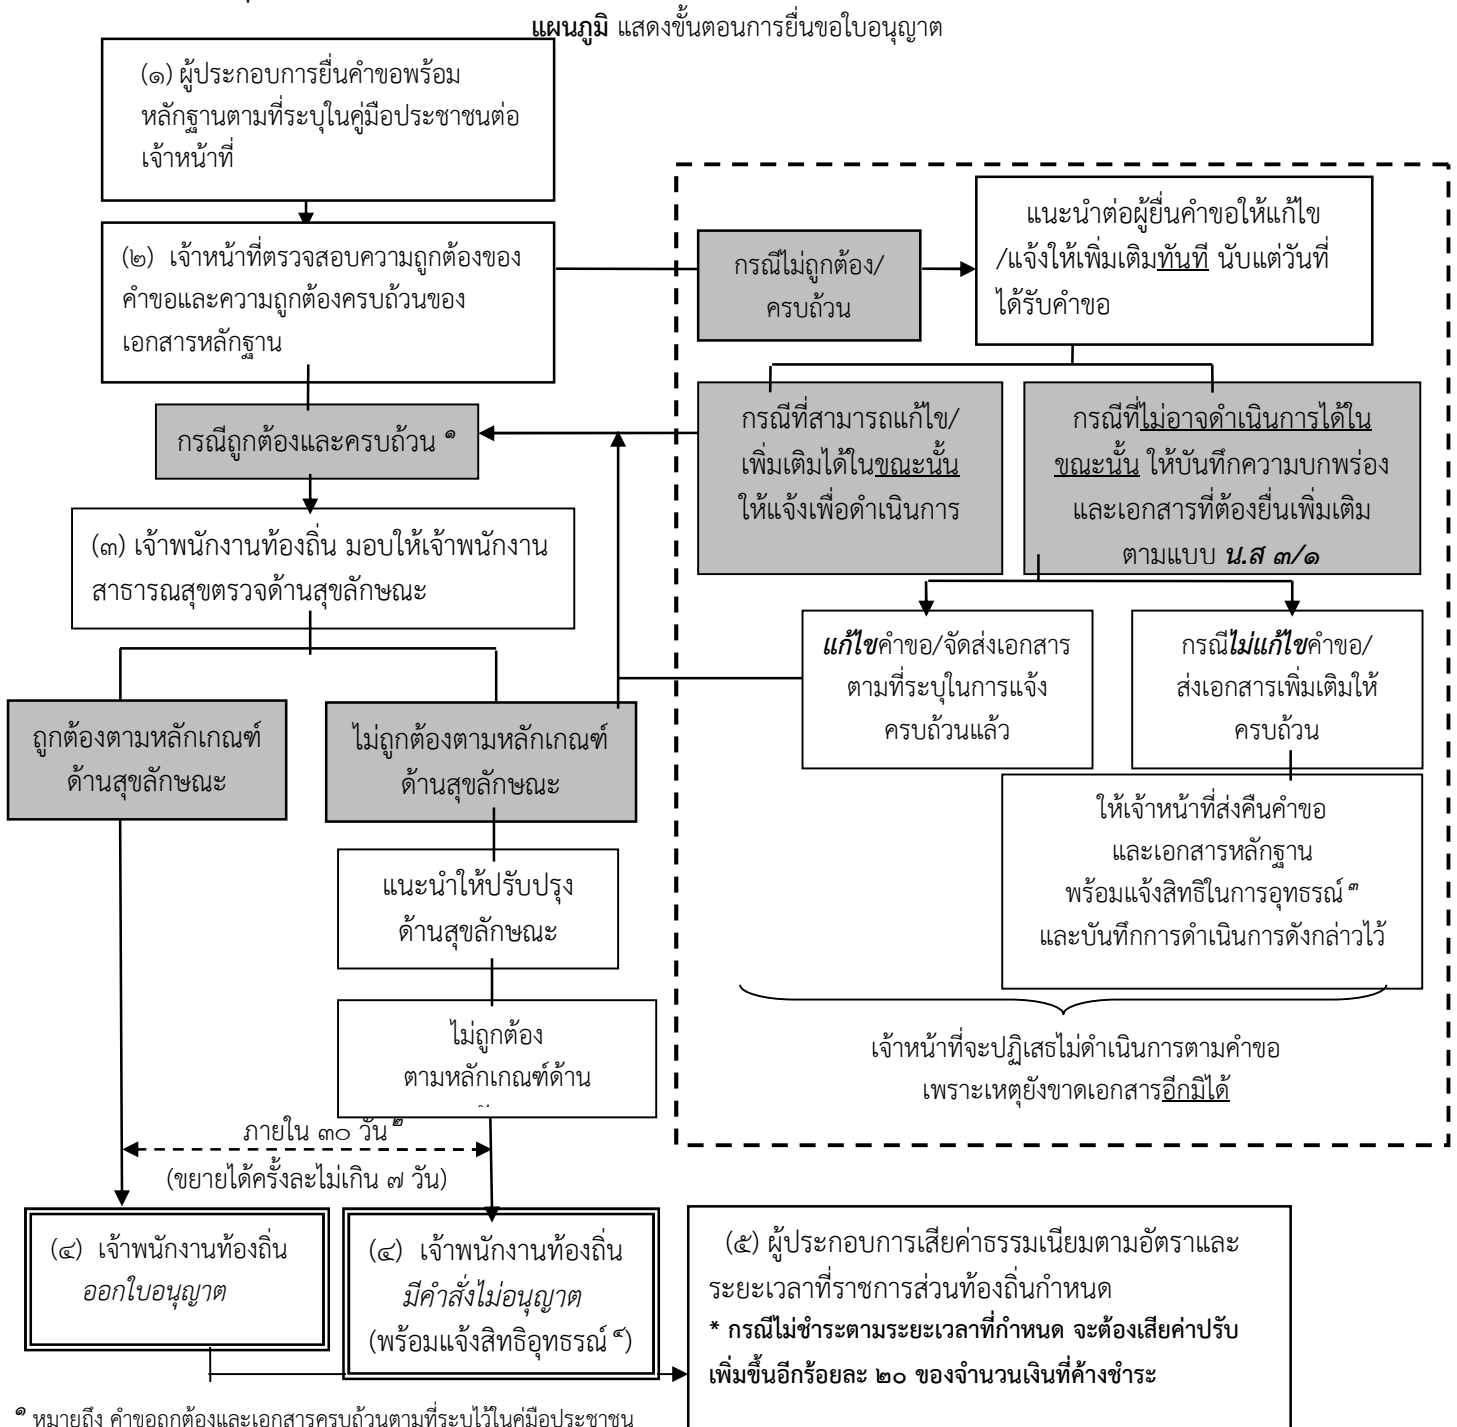 แผนภูมิ แสดงขั้นตอนการยื่นขอใบอนุญาต
(๑) ผู้ประกอบการยื่นคำขอพร้อม
หลักฐานตามที่ระบุในคู่มือประชาชนต่อ
เจ้าหน้าที่
(๒) เจ้าหน้าที่ตรวจสอบความถูกต้องของ
คำขอและความถูกต้องครบถ้วนของ
เอกสารหลักฐาน
กรณีไม่ถูกต้อง/
ครบถ้วน
แนะนำต่อผู้ยื่นคำขอให้แก้ไข
/แจ้งให้เพิ่มเติมทันที นับแต่วันที่
ได้รับคำขอ
กรณีถูกต้องและครบถ้วน ๑
กรณีที่สามารถแก้ไข/
เพิ่มเติมได้ในขณะนั้น
ให้แจ้งเพื่อดำเนินการ
กรณีที่ไม่อาจดำเนินการได้ใน
ขณะนั้น ให้บันทึกความบกพร่อง
และเอกสารที่ต้องยื่นเพิ่มเติม
ตามแบบ น.ส ๓/๑
(๓) เจ้าพนักงานท้องถิ่น มอบให้เจ้าพนักงาน
สาธารณสุขตรวจด้านสุขลักษณะ
แก้ไขคำขอ/จัดส่งเอกสาร
ตามที่ระบุในการแจ้ง
ครบถ้วนแล้ว
กรณีไม่แก้ไขคำขอ/
ส่งเอกสารเพิ่มเติมให้
ครบถ้วน
ถูกต้องตามหลักเกณฑ์
ด้านสุขลักษณะ
ไม่ถูกต้องตามหลักเกณฑ์
ด้านสุขลักษณะ
ให้เจ้าหน้าที่ส่งคืนคำขอ
และเอกสารหลักฐาน
พร้อมแจ้งสิทธิในการอุทธรณ์ ๓
และบันทึกการดำเนินการดังกล่าวไว้
แนะนำให้ปรับปรุง
ด้านสุขลักษณะ
ไม่ถูกต้อง
ตามหลักเกณฑ์ด้าน
เจ้าหน้าที่จะปฏิเสธไม่ดำเนินการตามคำขอ
เพราะเหตุยังขาดเอกสารอีกมิได้
ภายใน ๓๐ วัน ๒
(ขยายได้ครั้งละไม่เกิน ๗ วัน)
(๔) เจ้าพนักงานท้องถิ่น
ออกใบอนุญาต
(๔) เจ้าพนักงานท้องถิ่น
มีคำสั่งไม่อนุญาต
(พร้อมแจ้งสิทธิอุทธรณ์ ๔)
(๕) ผู้ประกอบการเสียค่าธรรมเนียมตามอัตราและ
ระยะเวลาที่ราชการส่วนท้องถิ่นกำหนด
* กรณีไม่ชำระตามระยะเวลาที่กำหนด จะต้องเสียค่าปรับ
เพิ่มขึ้นอีกร้อยละ ๒๐ ของจำนวนเงินที่ค้างชำระ
๑ หมายถึง คำขอถูกต้องและเอกสารครบถ้วนตามที่ระบุไว้ในคู่มือประชาชน